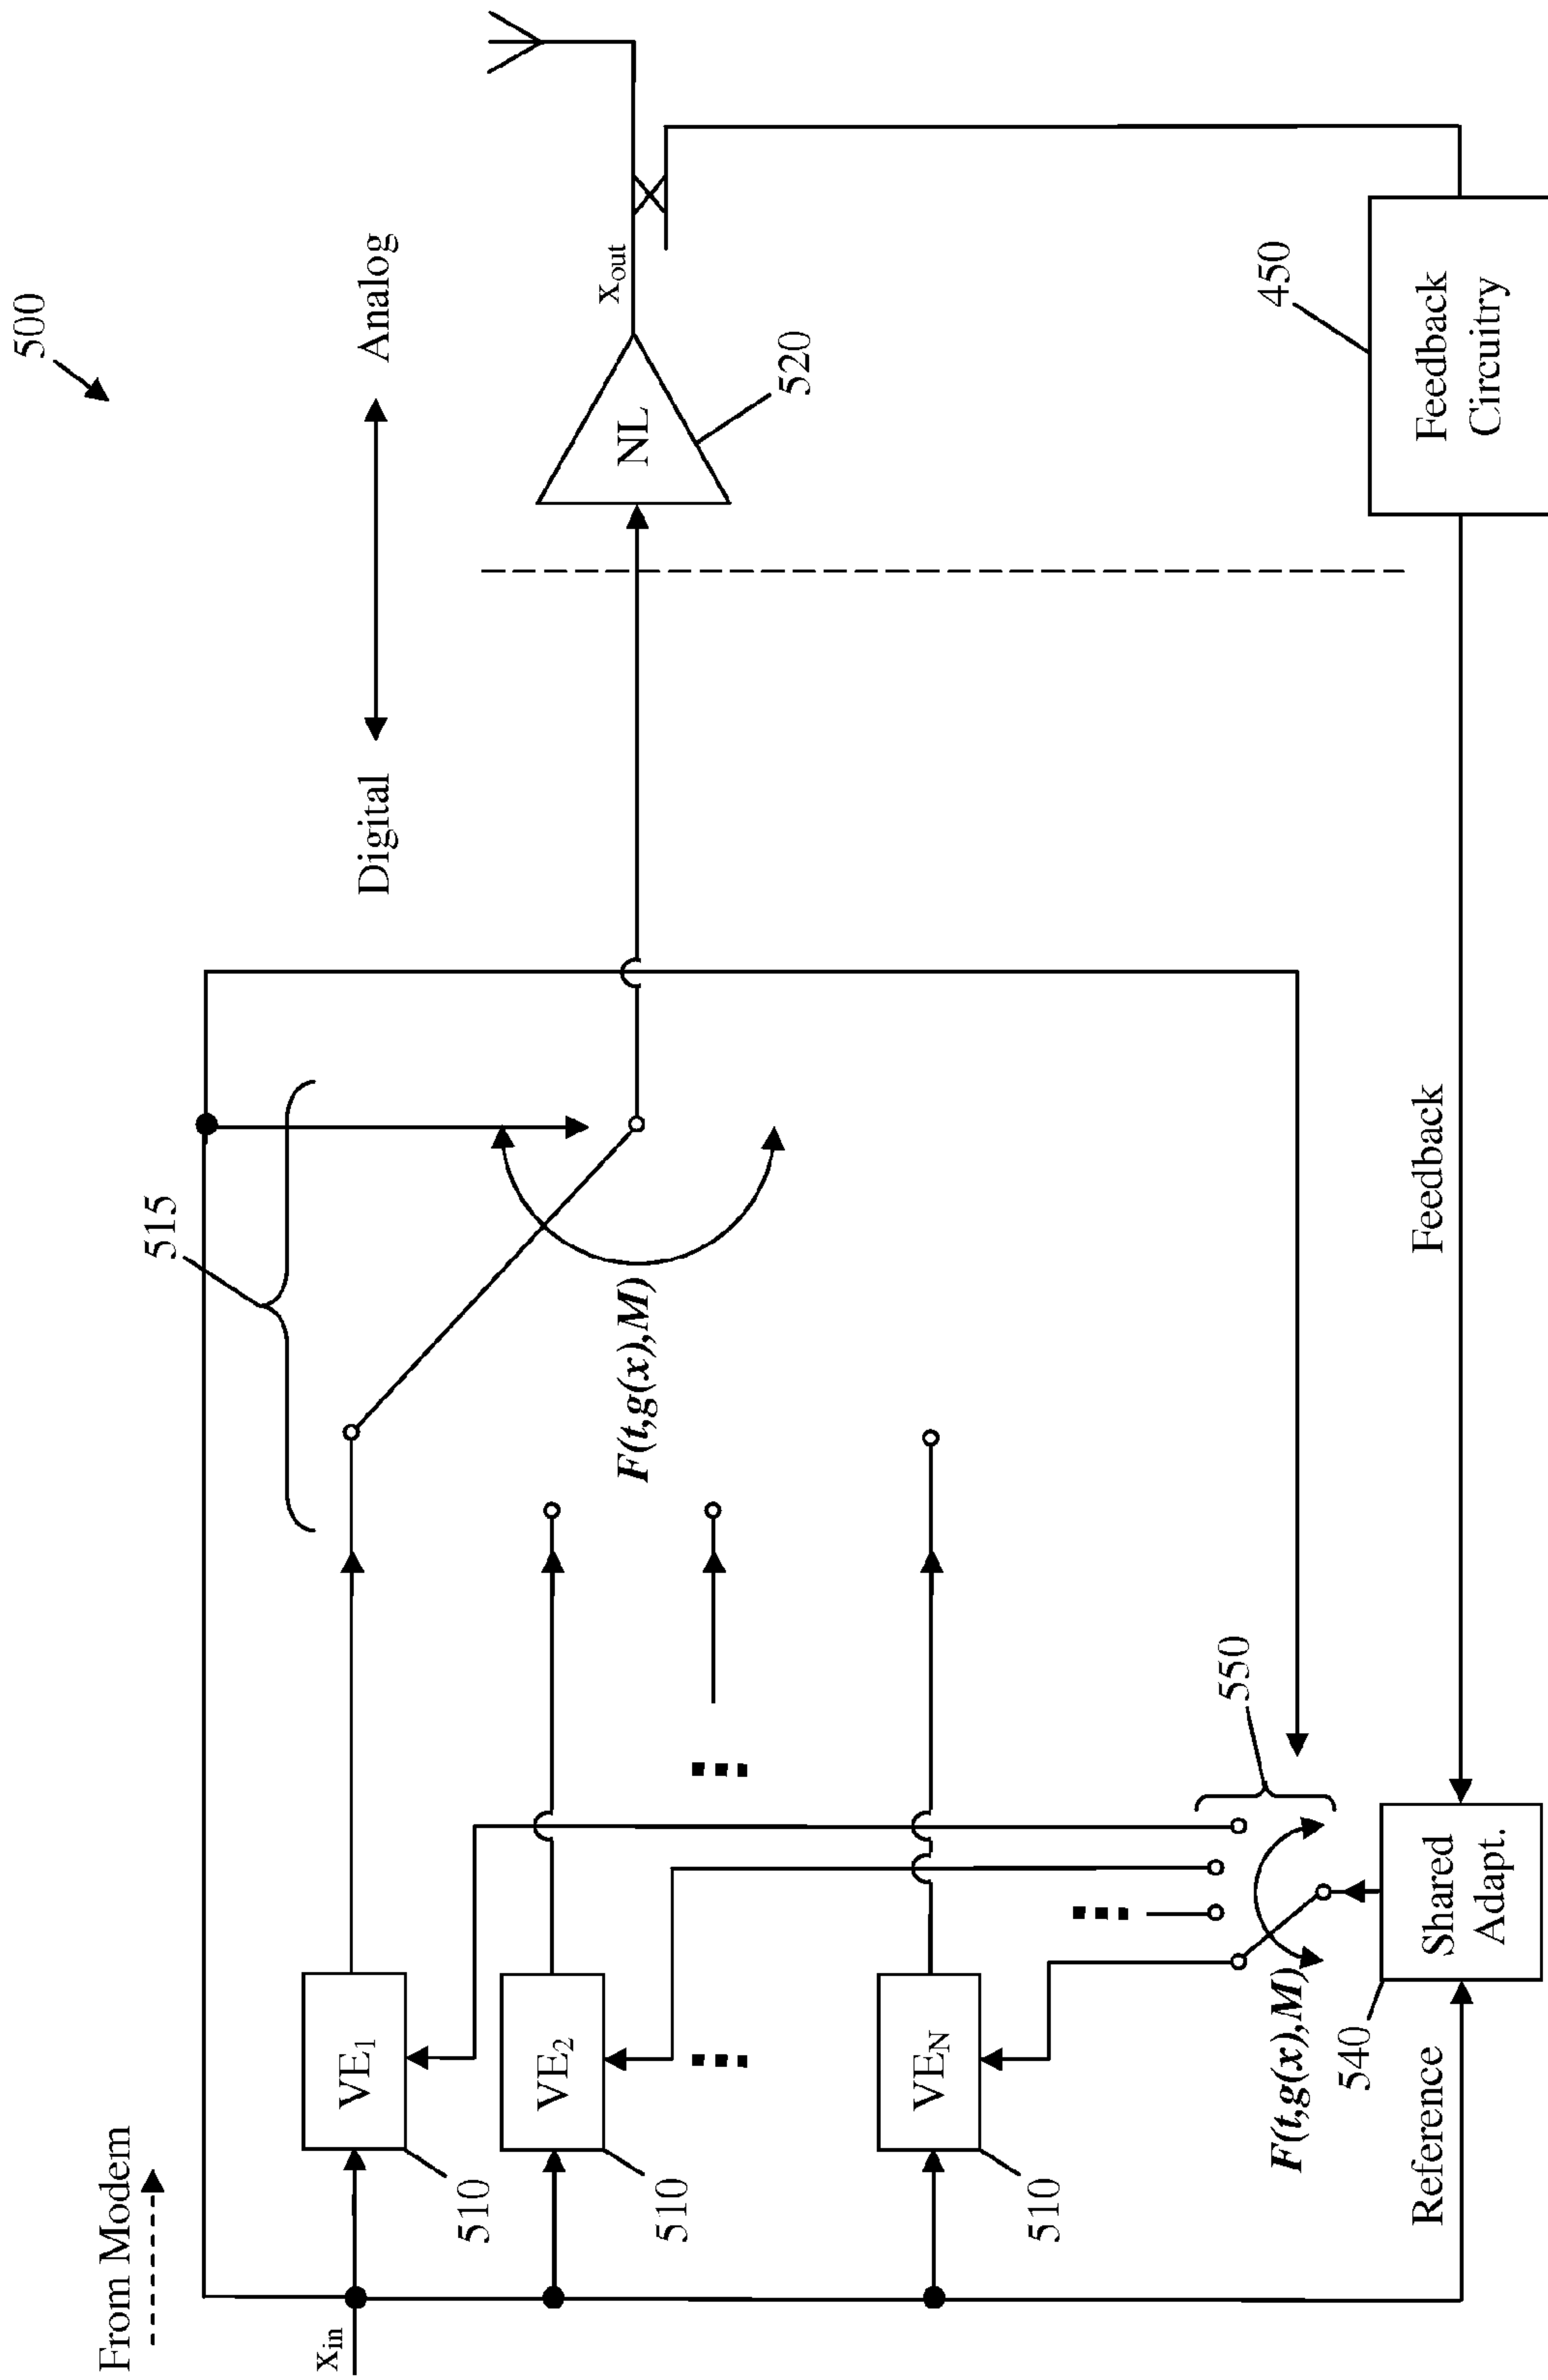 500
From Modem
Digital
Analog
515
x_in
VE_1
510
VE_2
510
VE_N
510
F(t,g(x),M)
NL
520
x_out
550
F(t,g(x),M)
540
Reference
Shared
Adapt.
Feedback
450
Feedback
Circuitry